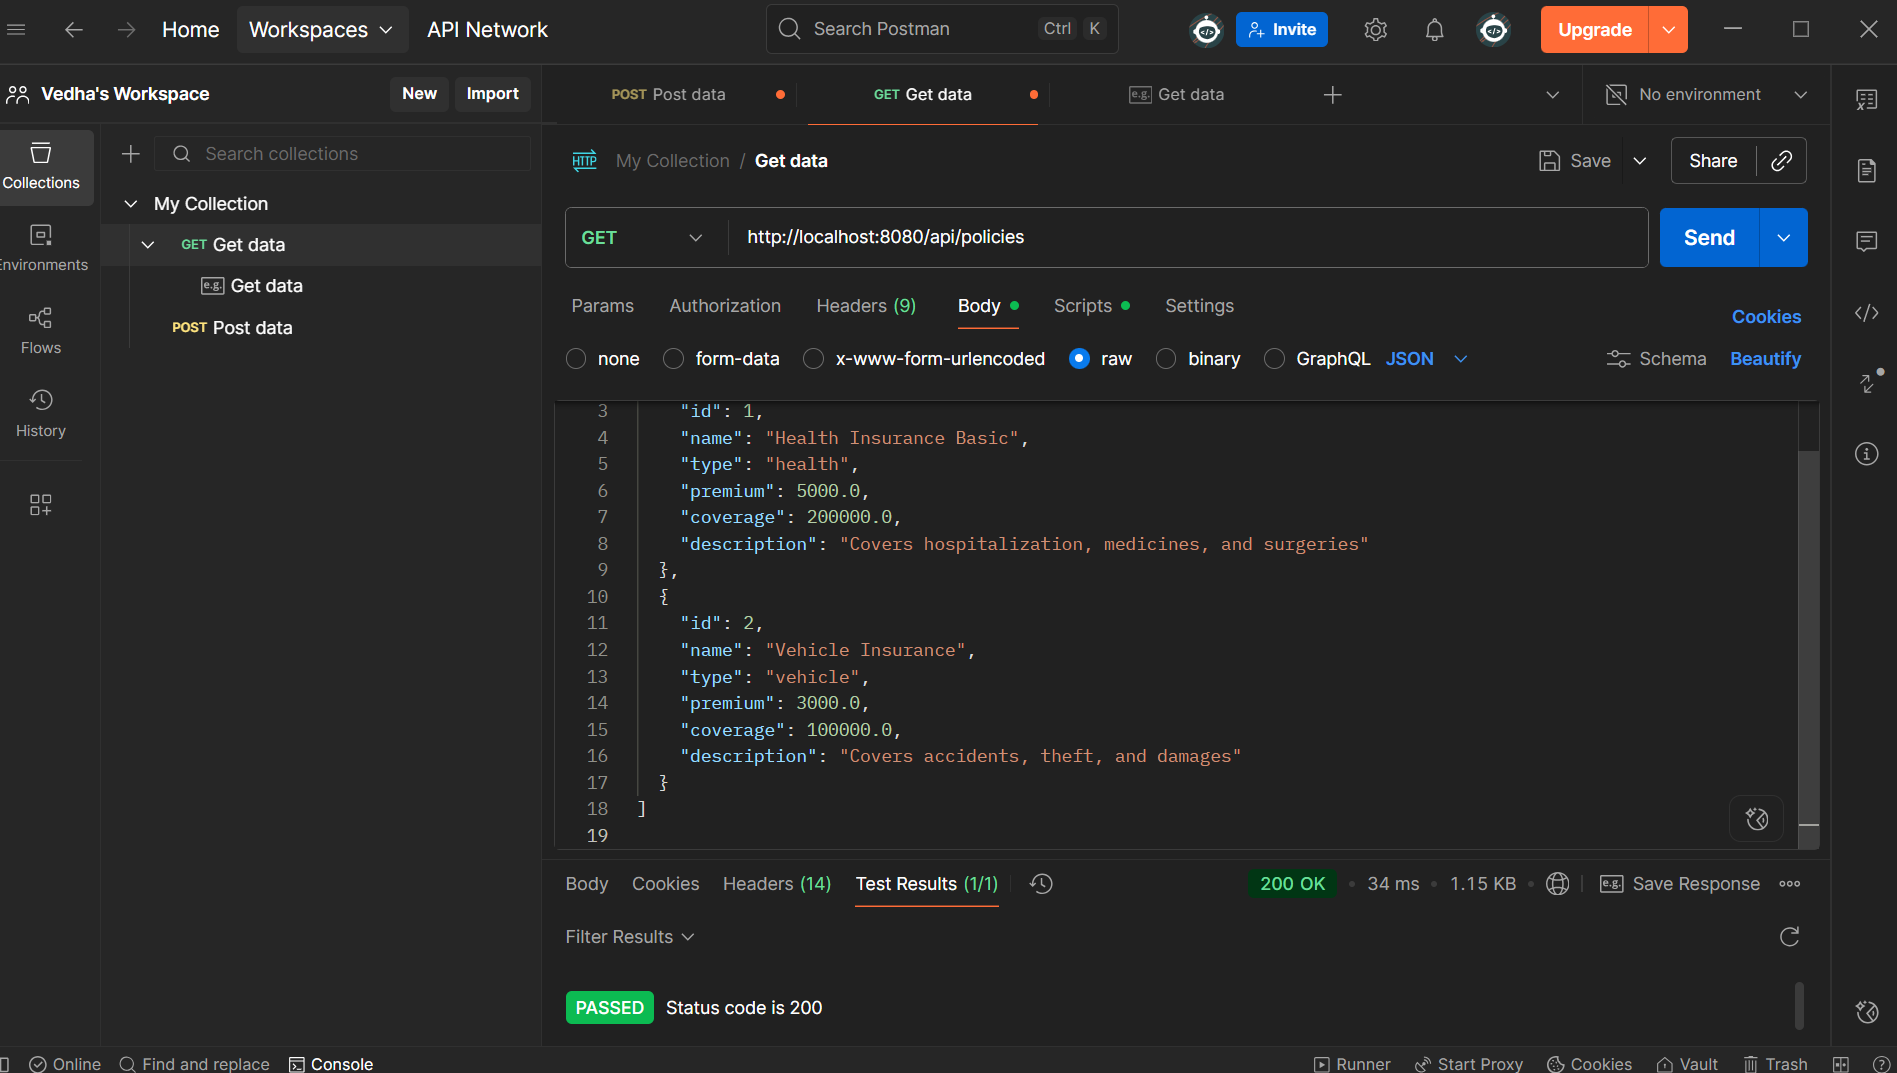 Home Workspaces API Network Search Postman Ctrl K Invite Upgrade
Vedha's Workspace New Import
POST Post data GET Get data e.g. Get data No environment
Collections
Environments
Flows
History
Search collections
My Collection
GET Get data
e.g. Get data
POST Post data
HTTP My Collection / Get data Save Share
GET http://localhost:8080/api/policies Send
Params Authorization Headers (9) Body Scripts Settings Cookies
none form-data x-www-form-urlencoded raw binary GraphQL JSON Schema Beautify
3 "id": 1,
4 "name": "Health Insurance Basic",
5 "type": "health",
6 "premium": 5000.0,
7 "coverage": 200000.0,
8 "description": "Covers hospitalization, medicines, and surgeries"
9 },
10 {
11 "id": 2,
12 "name": "Vehicle Insurance",
13 "type": "vehicle",
14 "premium": 3000.0,
15 "coverage": 100000.0,
16 "description": "Covers accidents, theft, and damages"
17 }
18 ]
19
Body Cookies Headers (14) Test Results (1/1) 200 OK • 34 ms • 1.15 KB • e.g. Save Response
Filter Results
PASSED Status code is 200
Online Find and replace Console Runner Start Proxy Cookies Vault Trash